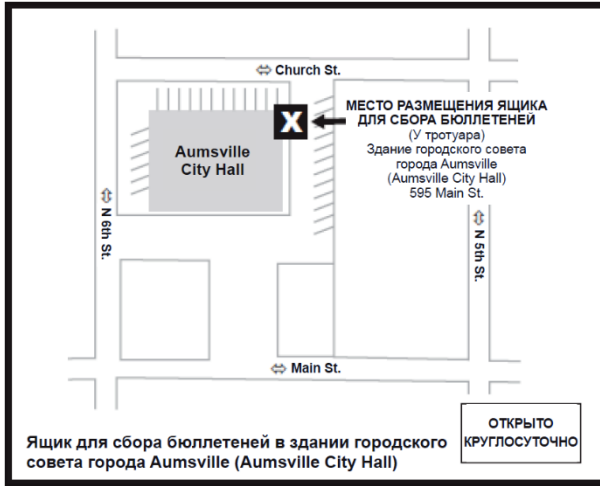 ⇔ Church St.
МЕСТО РАЗМЕЩЕНИЯ ЯЩИКА
ДЛЯ СБОРА БЮЛЛЕТЕНЕЙ
(У тротуара)
Здание городского совета
города Aumsville
(Aumsville City Hall)
595 Main St.
X
Aumsville
City Hall
⇔ N 6th St.
⇔ N 5th St.
⇔ Main St.
Ящик для сбора бюллетеней в здании городского
совета города Aumsville (Aumsville City Hall)
ОТКРЫТО
КРУГЛОСУТОЧНО